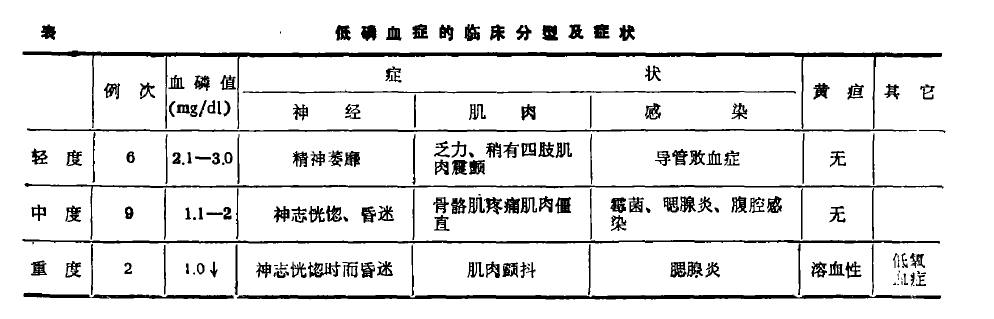 表 低磷血症的临床分型及症状
例次 血磷值 症状 黄疸 其它
(mg/dl) 神经 肌肉 感染
轻度 6 2.1—3.0 精神萎靡 乏力、稍有四肢肌 导管败血症 无
肉震颤
中度 9 1.1—2 神志恍惚、昏迷 骨骼肌疼痛肌肉僵 霉菌、腮腺炎、腹腔感 无
直 染
重度 2 1.0↓ 神志恍惚时而昏迷 肌肉颤抖 腮腺炎 溶血性 低氧
血症